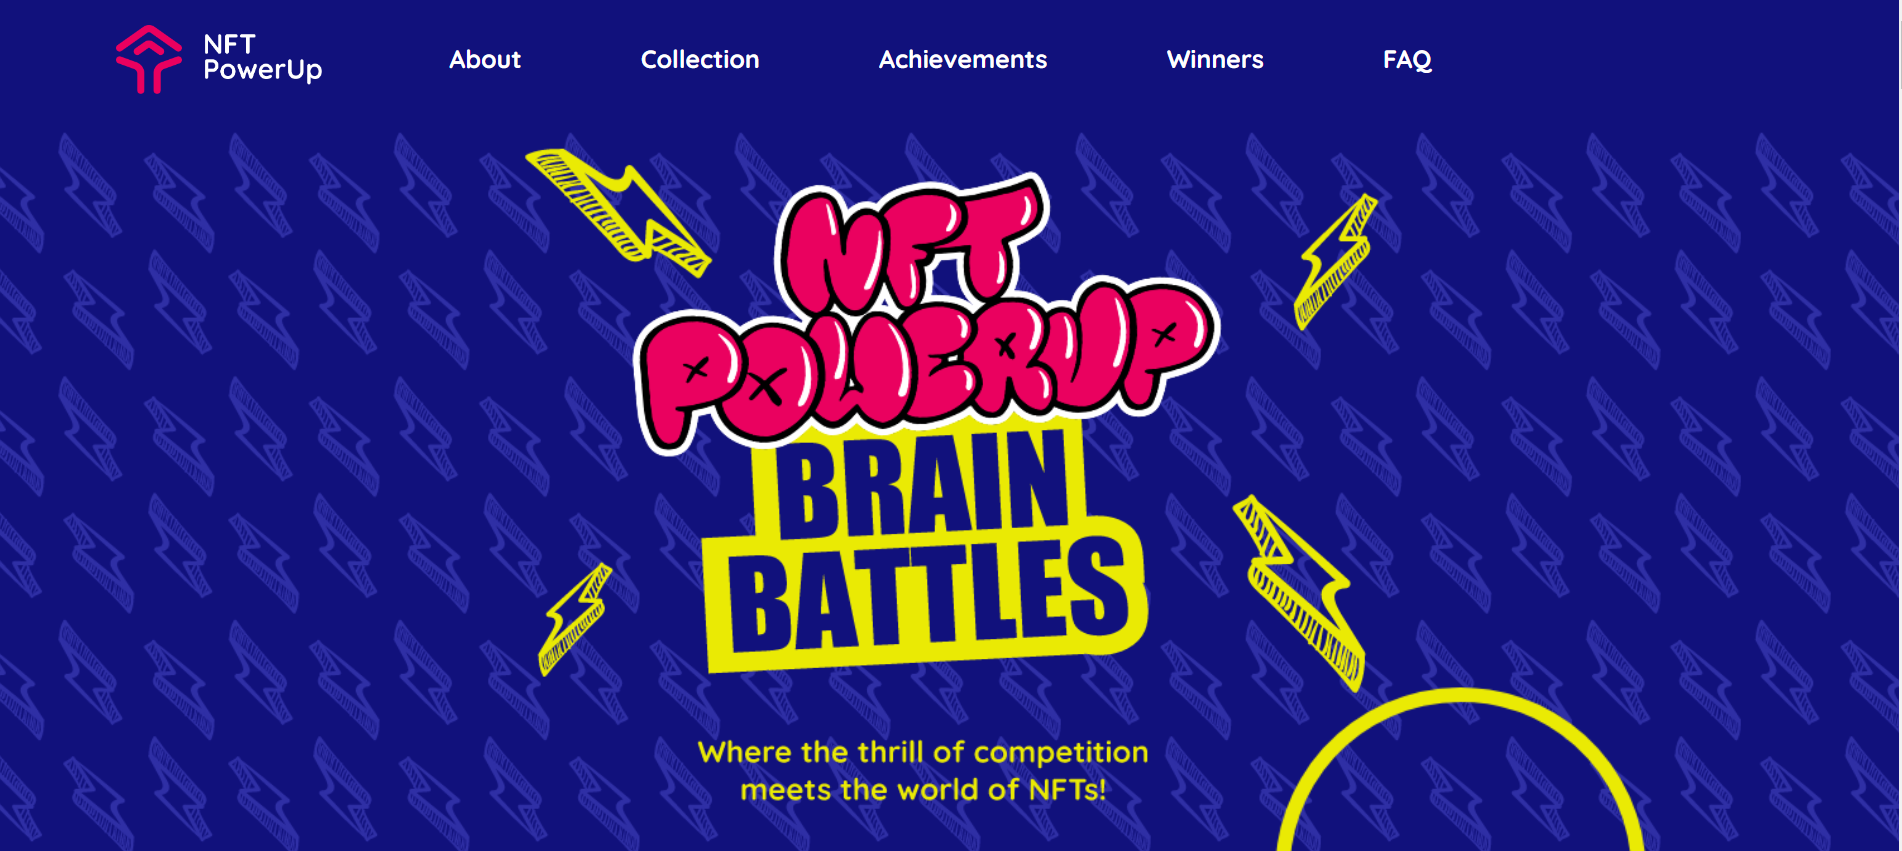 NFT
PowerUp
About
Collection
Achievements
Winners
FAQ
NFT
POWERUP
BRAIN
BATTLES
Where the thrill of competition
meets the world of NFTs!